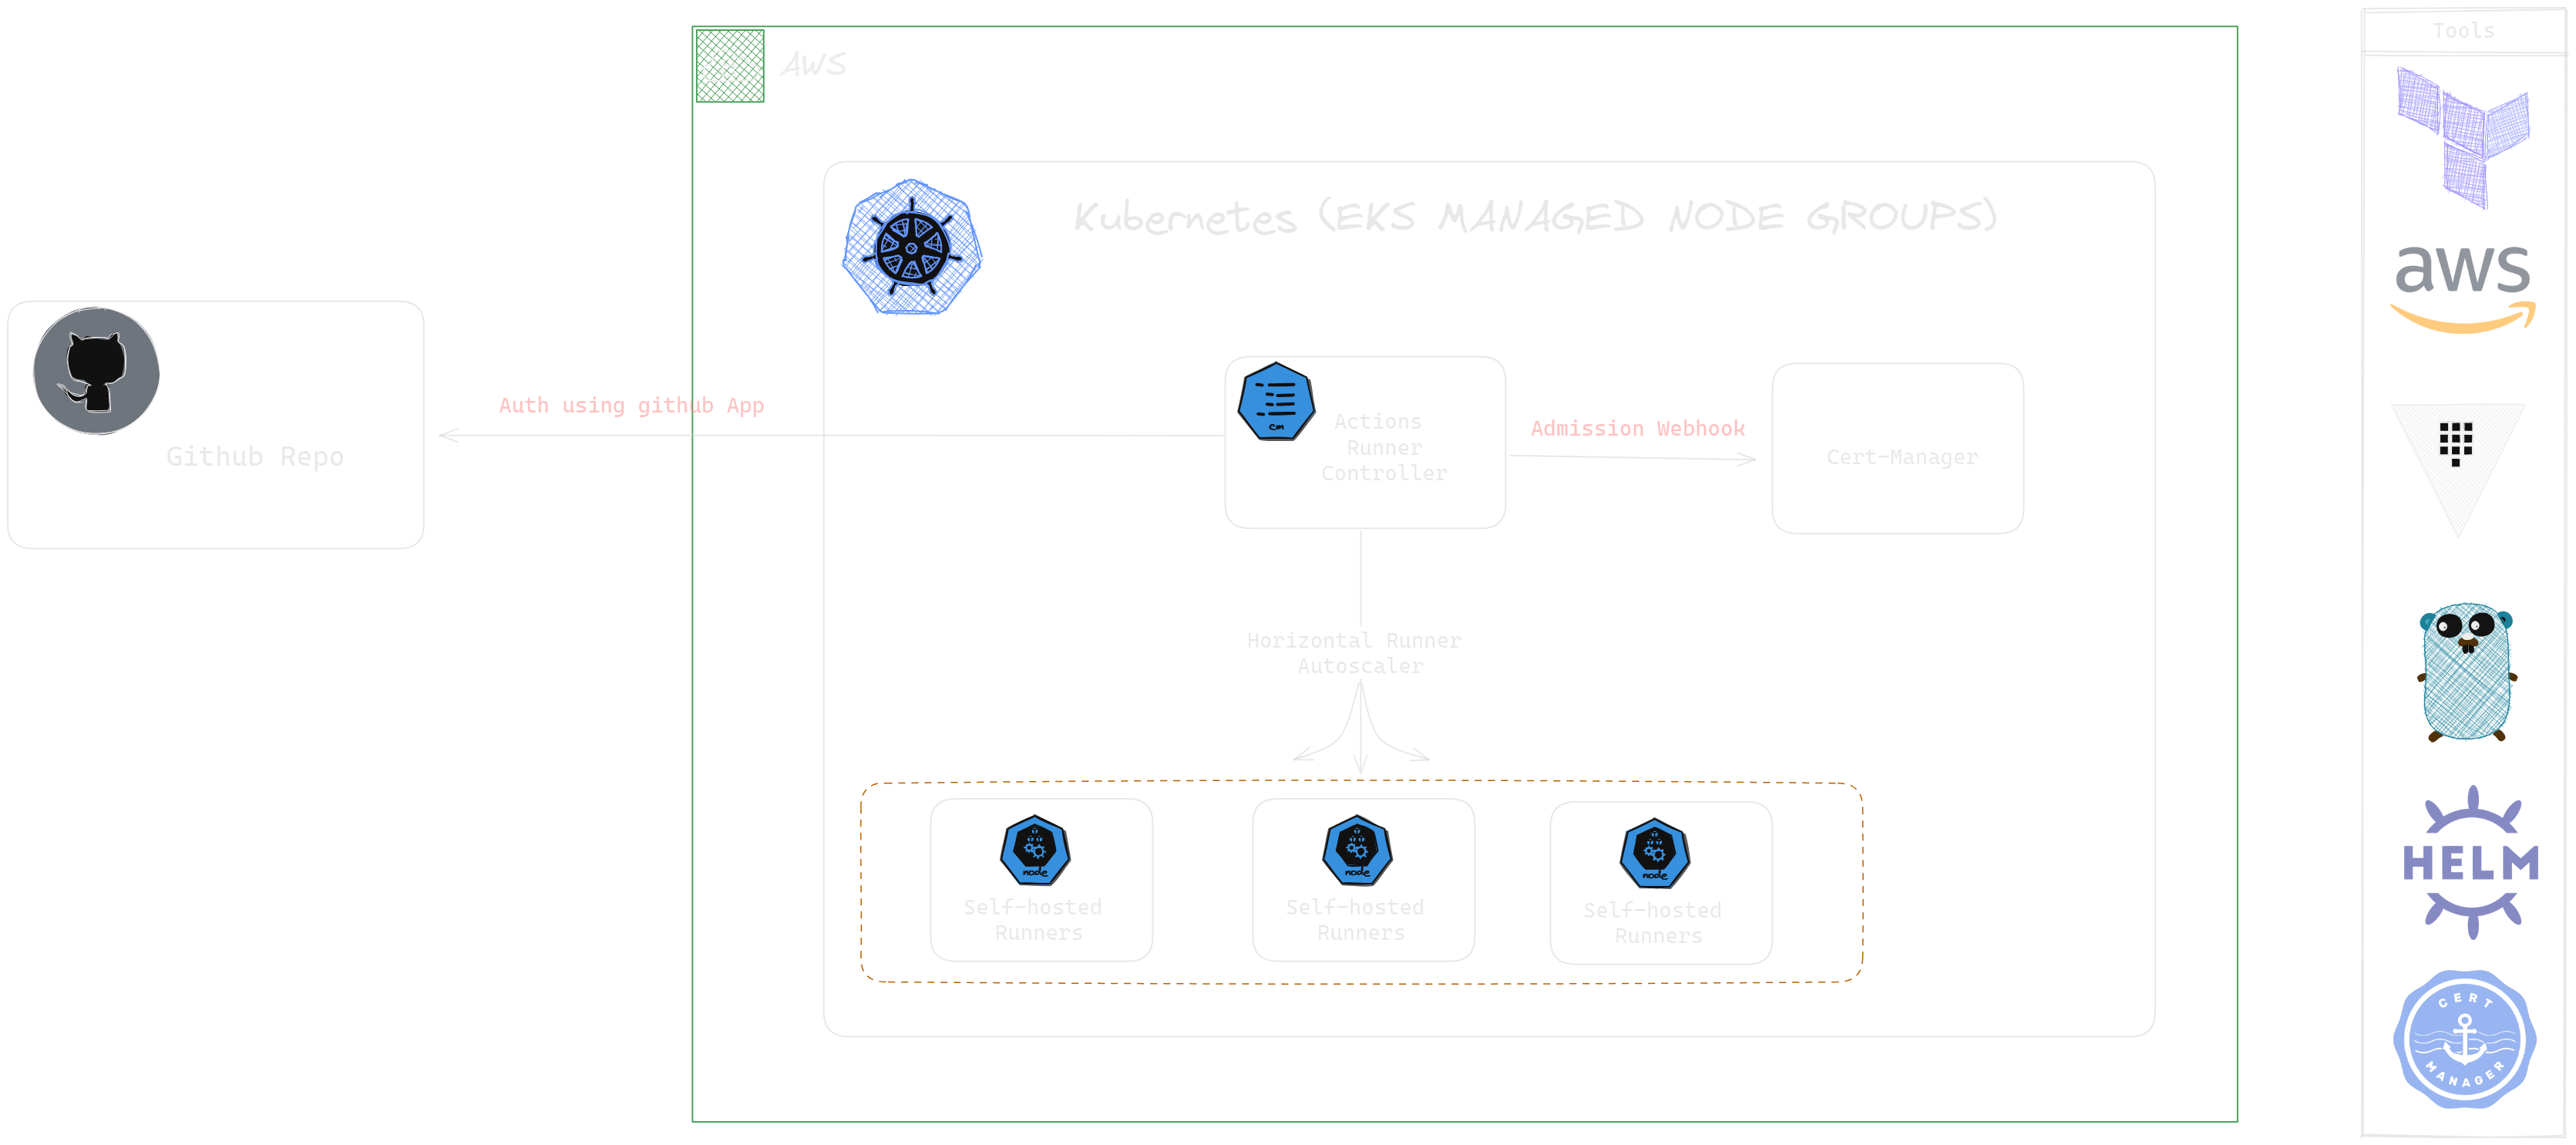 AWS
Tools
Kubernetes (EKS MANAGED NODE GROUPS)
aws
Github Repo
Auth using github App
cm
Actions
Runner
Controller
Admission Webhook
Cert-Manager
Horizontal Runner
Autoscaler
node
Self-hosted
Runners
node
Self-hosted
Runners
node
Self-hosted
Runners
HELM
CERT
MANAGER